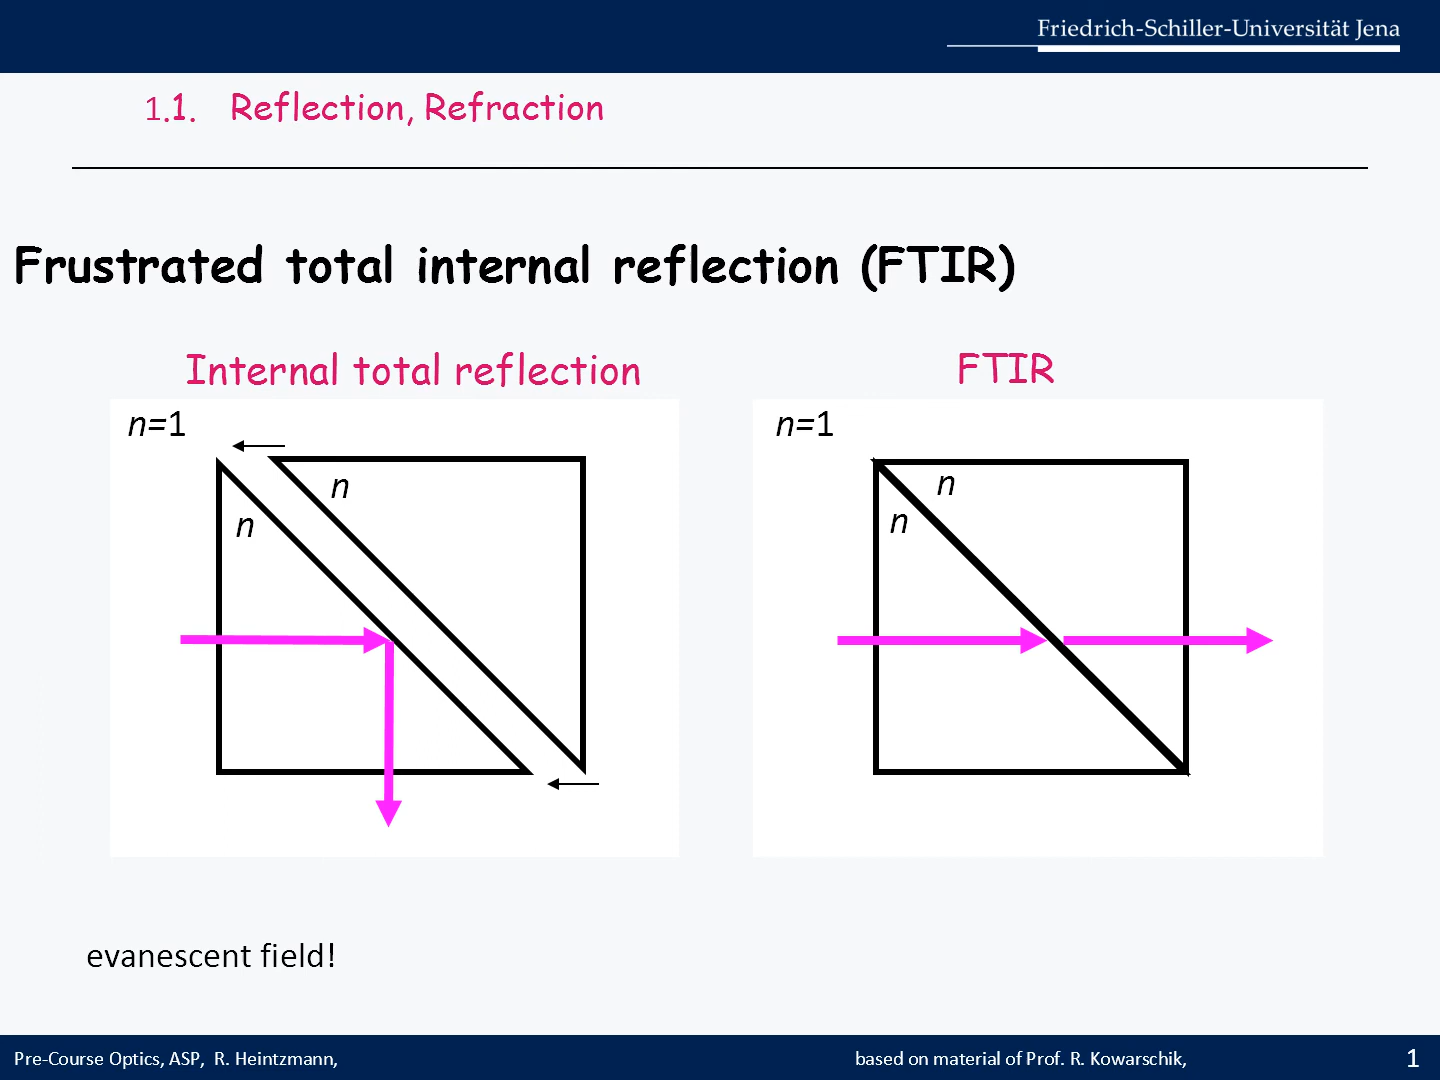 Friedrich-Schiller-Universität Jena
1.1. Reflection, Refraction
Frustrated total internal reflection (FTIR)
Internal total reflection
FTIR
n=1
n
n
n=1
n
n
evanescent field!
Pre-Course Optics, ASP, R. Heintzmann,
based on material of Prof. R. Kowarschik,
1